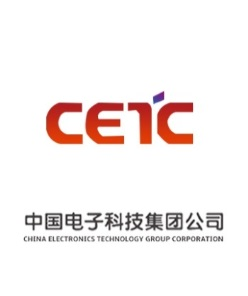 CETC
中国电子科技集团公司
CHINA ELECTRONICS TECHNOLOGY GROUP CORPORATION